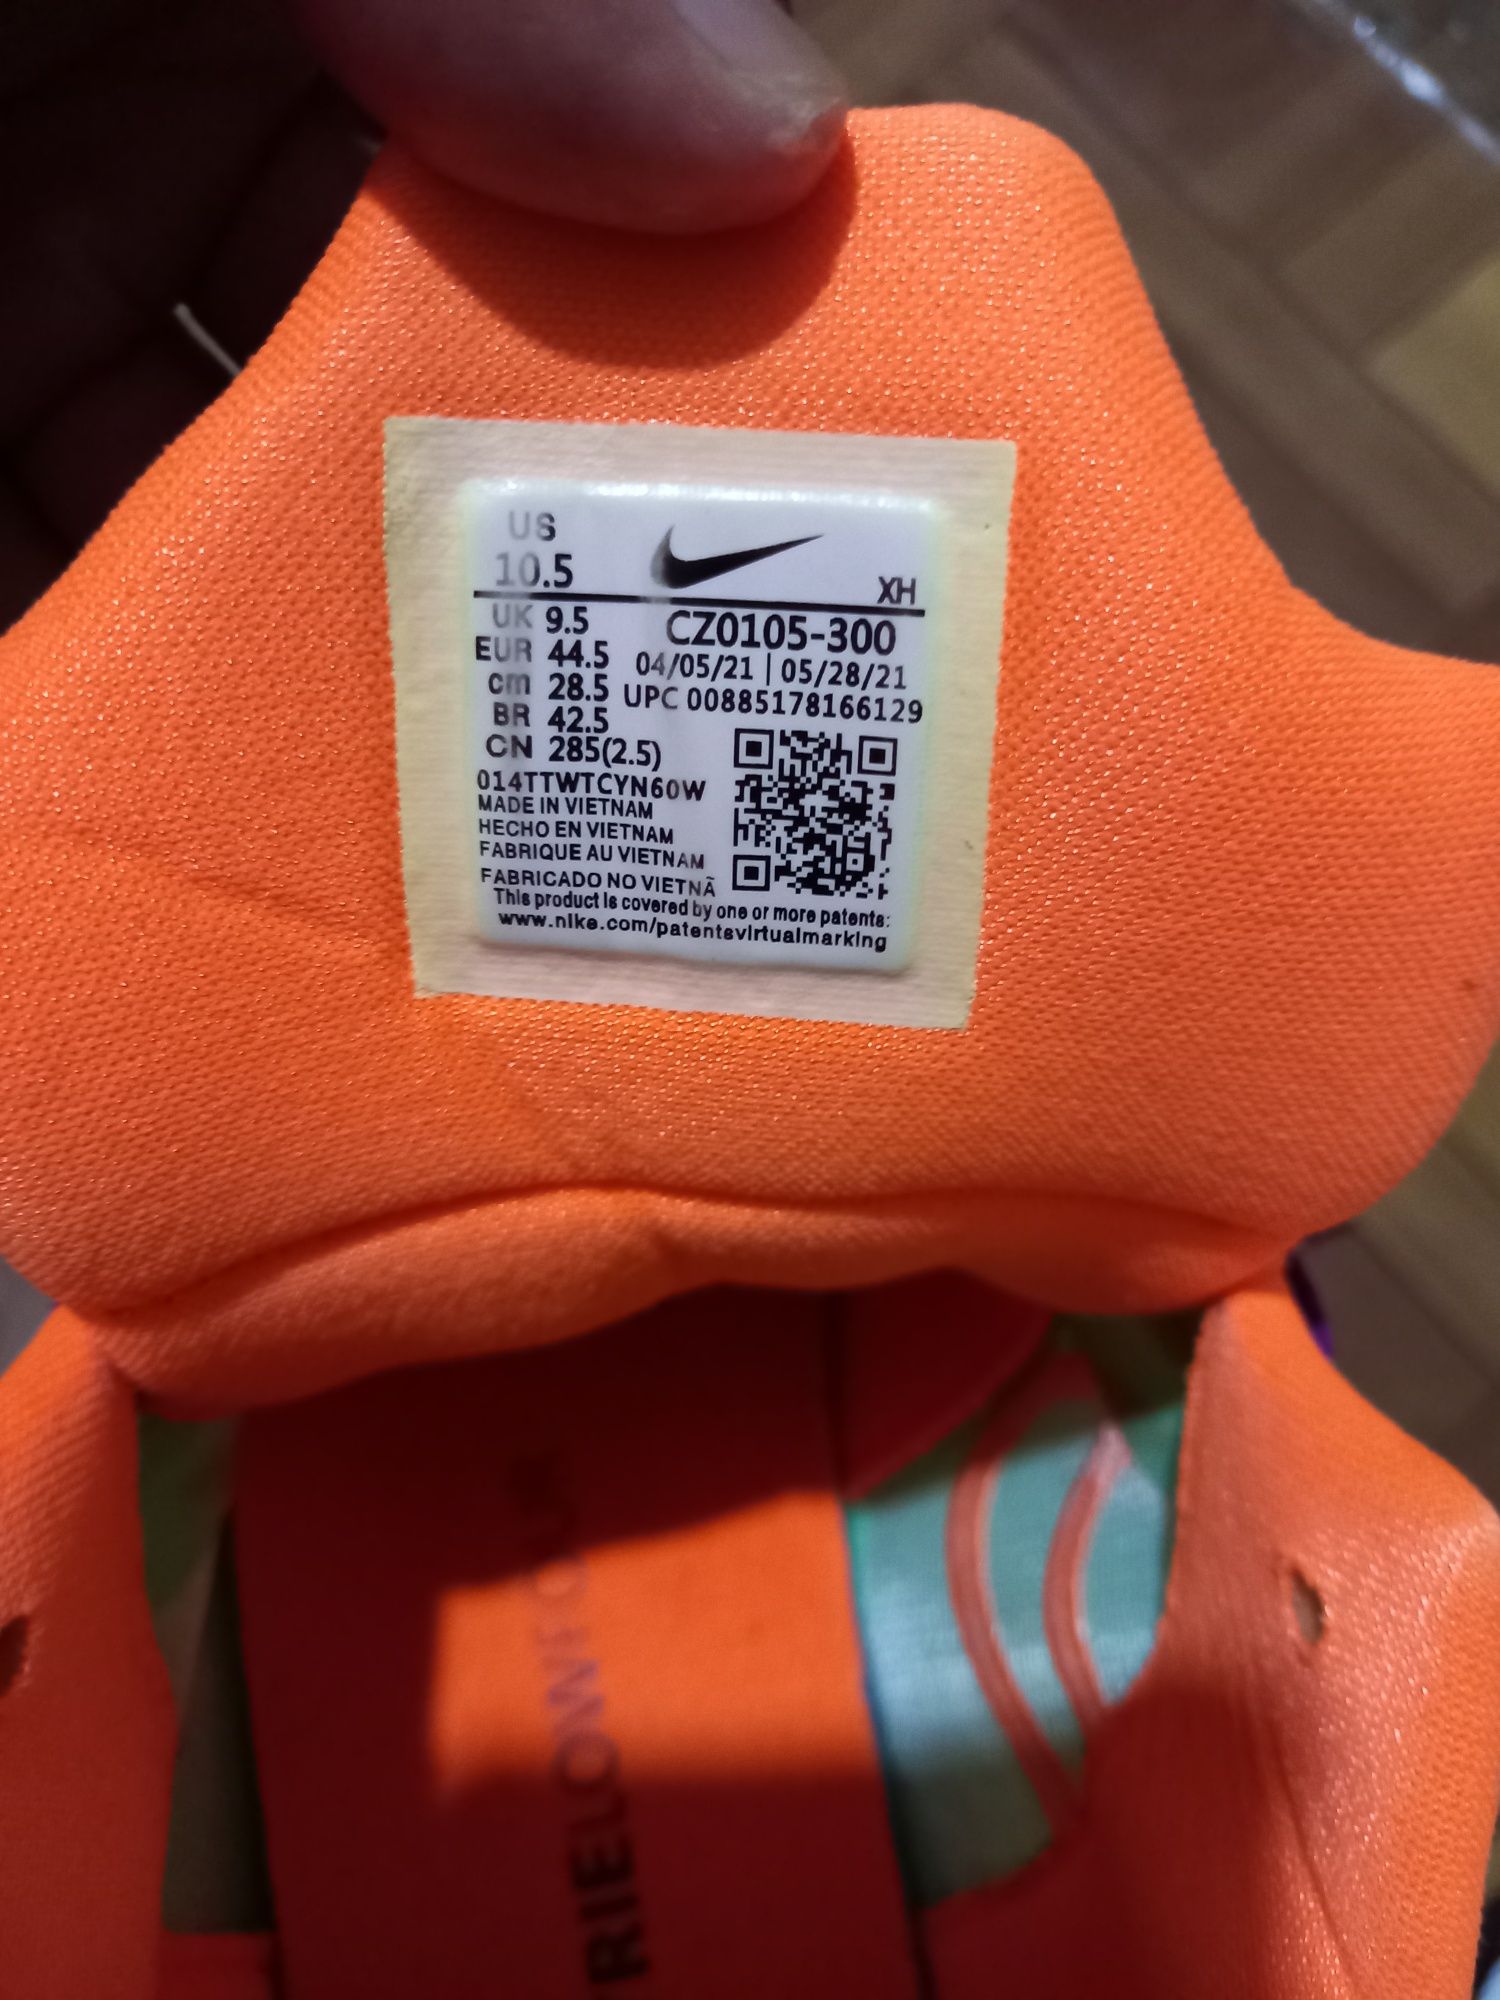 US
10.5
XH
UK 9.5
EUR 44.5
cm 28.5
BR 42.5
CN 285(2.5)
CZ0105-300
04/05/21 | 05/28/21
UPC 00885178166129
014TTWTCYN60W
MADE IN VIETNAM
HECHO EN VIETNAM
FABRIQUE AU VIETNAM
FABRICADO NO VIETNÃ
This product is covered by one or more patents:
www.nike.com/patentsvirtualmarking